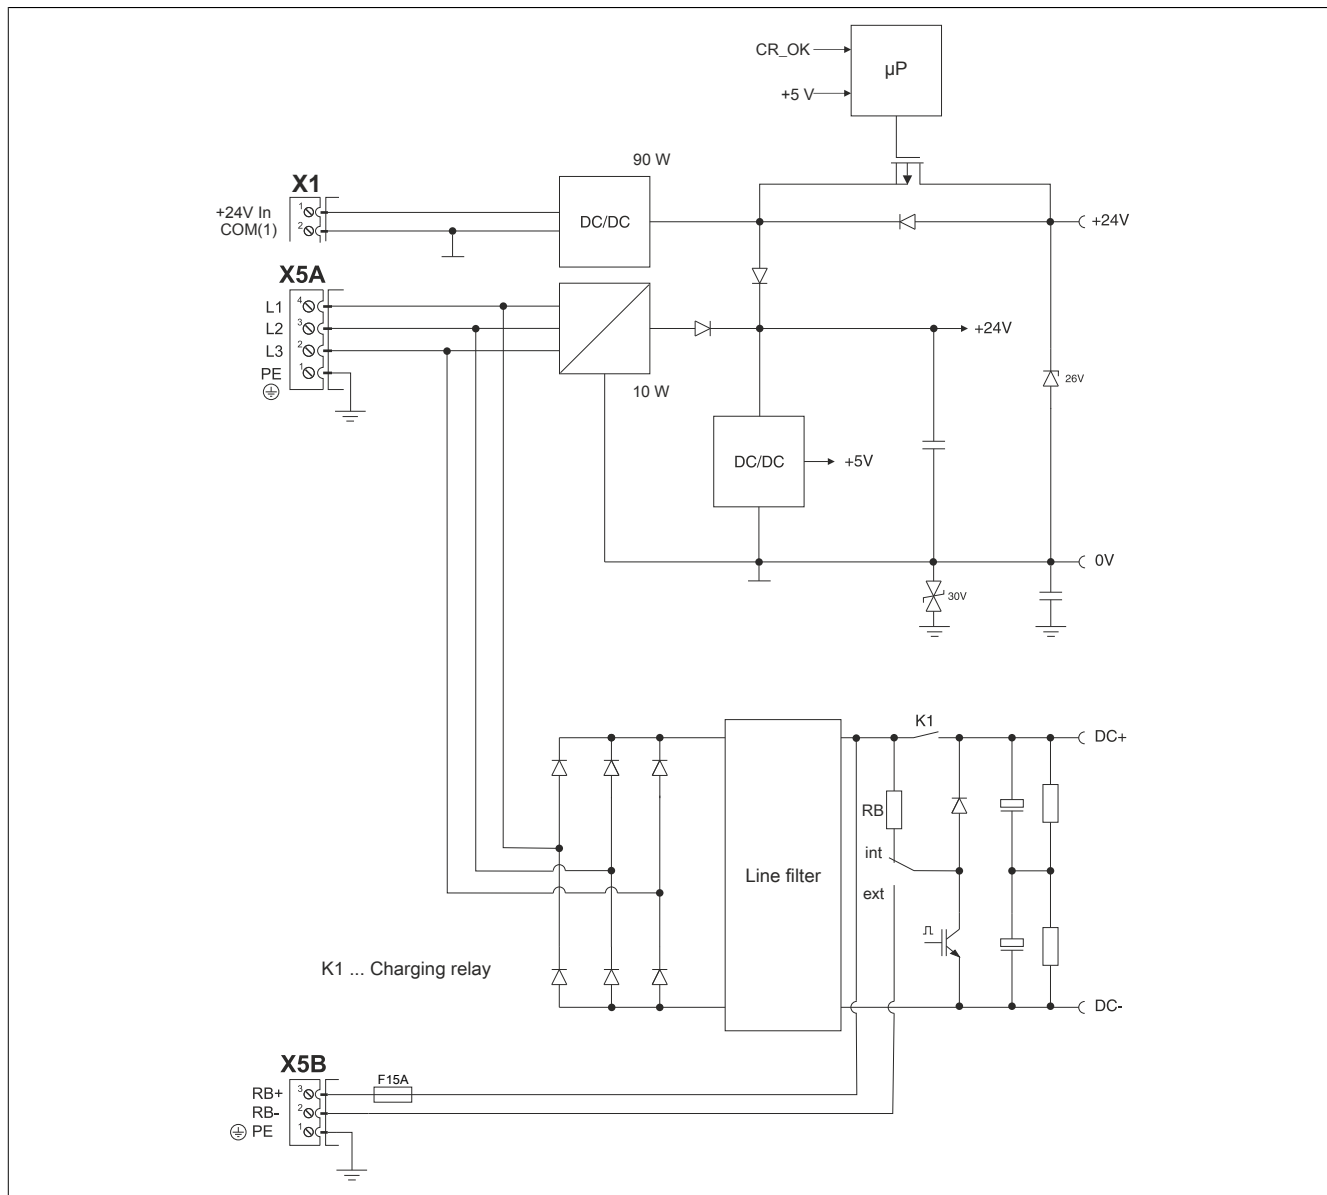 CR_OK
µP
+5 V
90 W
X1
+24V In
1
DC/DC
+24V
COM(1)
2
X5A
L1
4
L2
3
+24V
L3
2
PE
1
10 W
26V
DC/DC
+5V
0V
30V
K1
DC+
RB
int
Line filter
ext
K1 ... Charging relay
DC-
X5B
F15A
RB+
3
RB-
2
PE
1